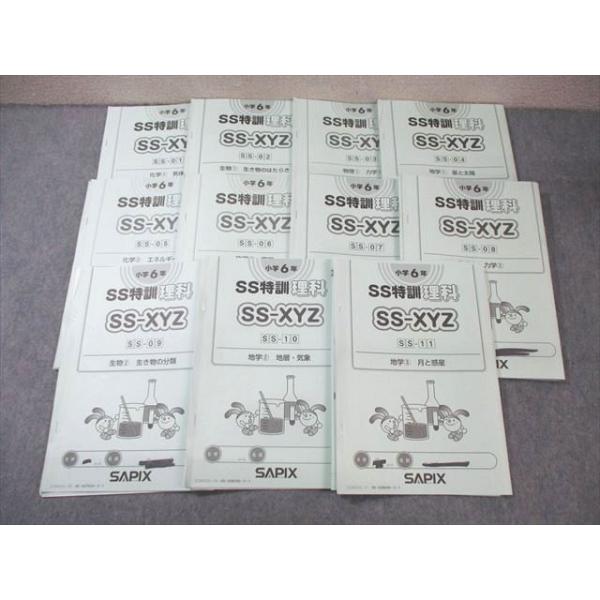 小学6年
SS特訓理科
SS-XYZ
SS-01
化学① 気体
小学6年
SS特訓理科
SS-XYZ
SS-02
生物① 生き物のはたらき
小学6年
SS特訓理科
SS-XYZ
SS-03
物理① 力学
小学6年
SS特訓理科
SS-XYZ
SS-04
地学① 星と太陽
小学6年
SS特訓理科
SS-XY
SS-05
化学② エネルギー
小学6年
SS特訓理科
SS-XYZ
SS-06
小学6年
SS特訓理科
SS-XYZ
SS-07
小学6年
SS特訓理科
SS-XYZ
SS-08
力学②
SAPIX
小学6年
SS特訓理科
SS-XYZ
SS-09
生物② 生き物の分類
SAPIX
小学6年
SS特訓理科
SS-XYZ
SS-10
地学② 地層・気象
SAPIX
小学6年
SS特訓理科
SS-XYZ
SS-11
地学③ 月と惑星
SAPIX